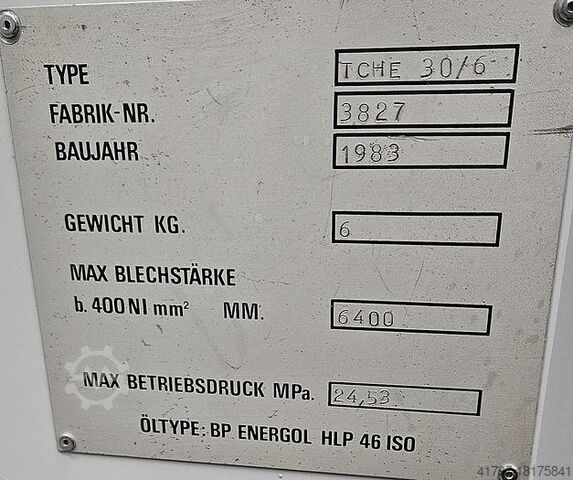 TYPE TCHE 30/6
FABRIK-NR. 3827
BAUJAHR 1983
GEWICHT KG. 6
MAX BLECHSTÄRKE
b. 400 NI mm² MM. 6400
MAX BETRIEBSDRUCK MPa. 24,53
ÖLTYPE: BP ENERGOL HLP 46 ISO